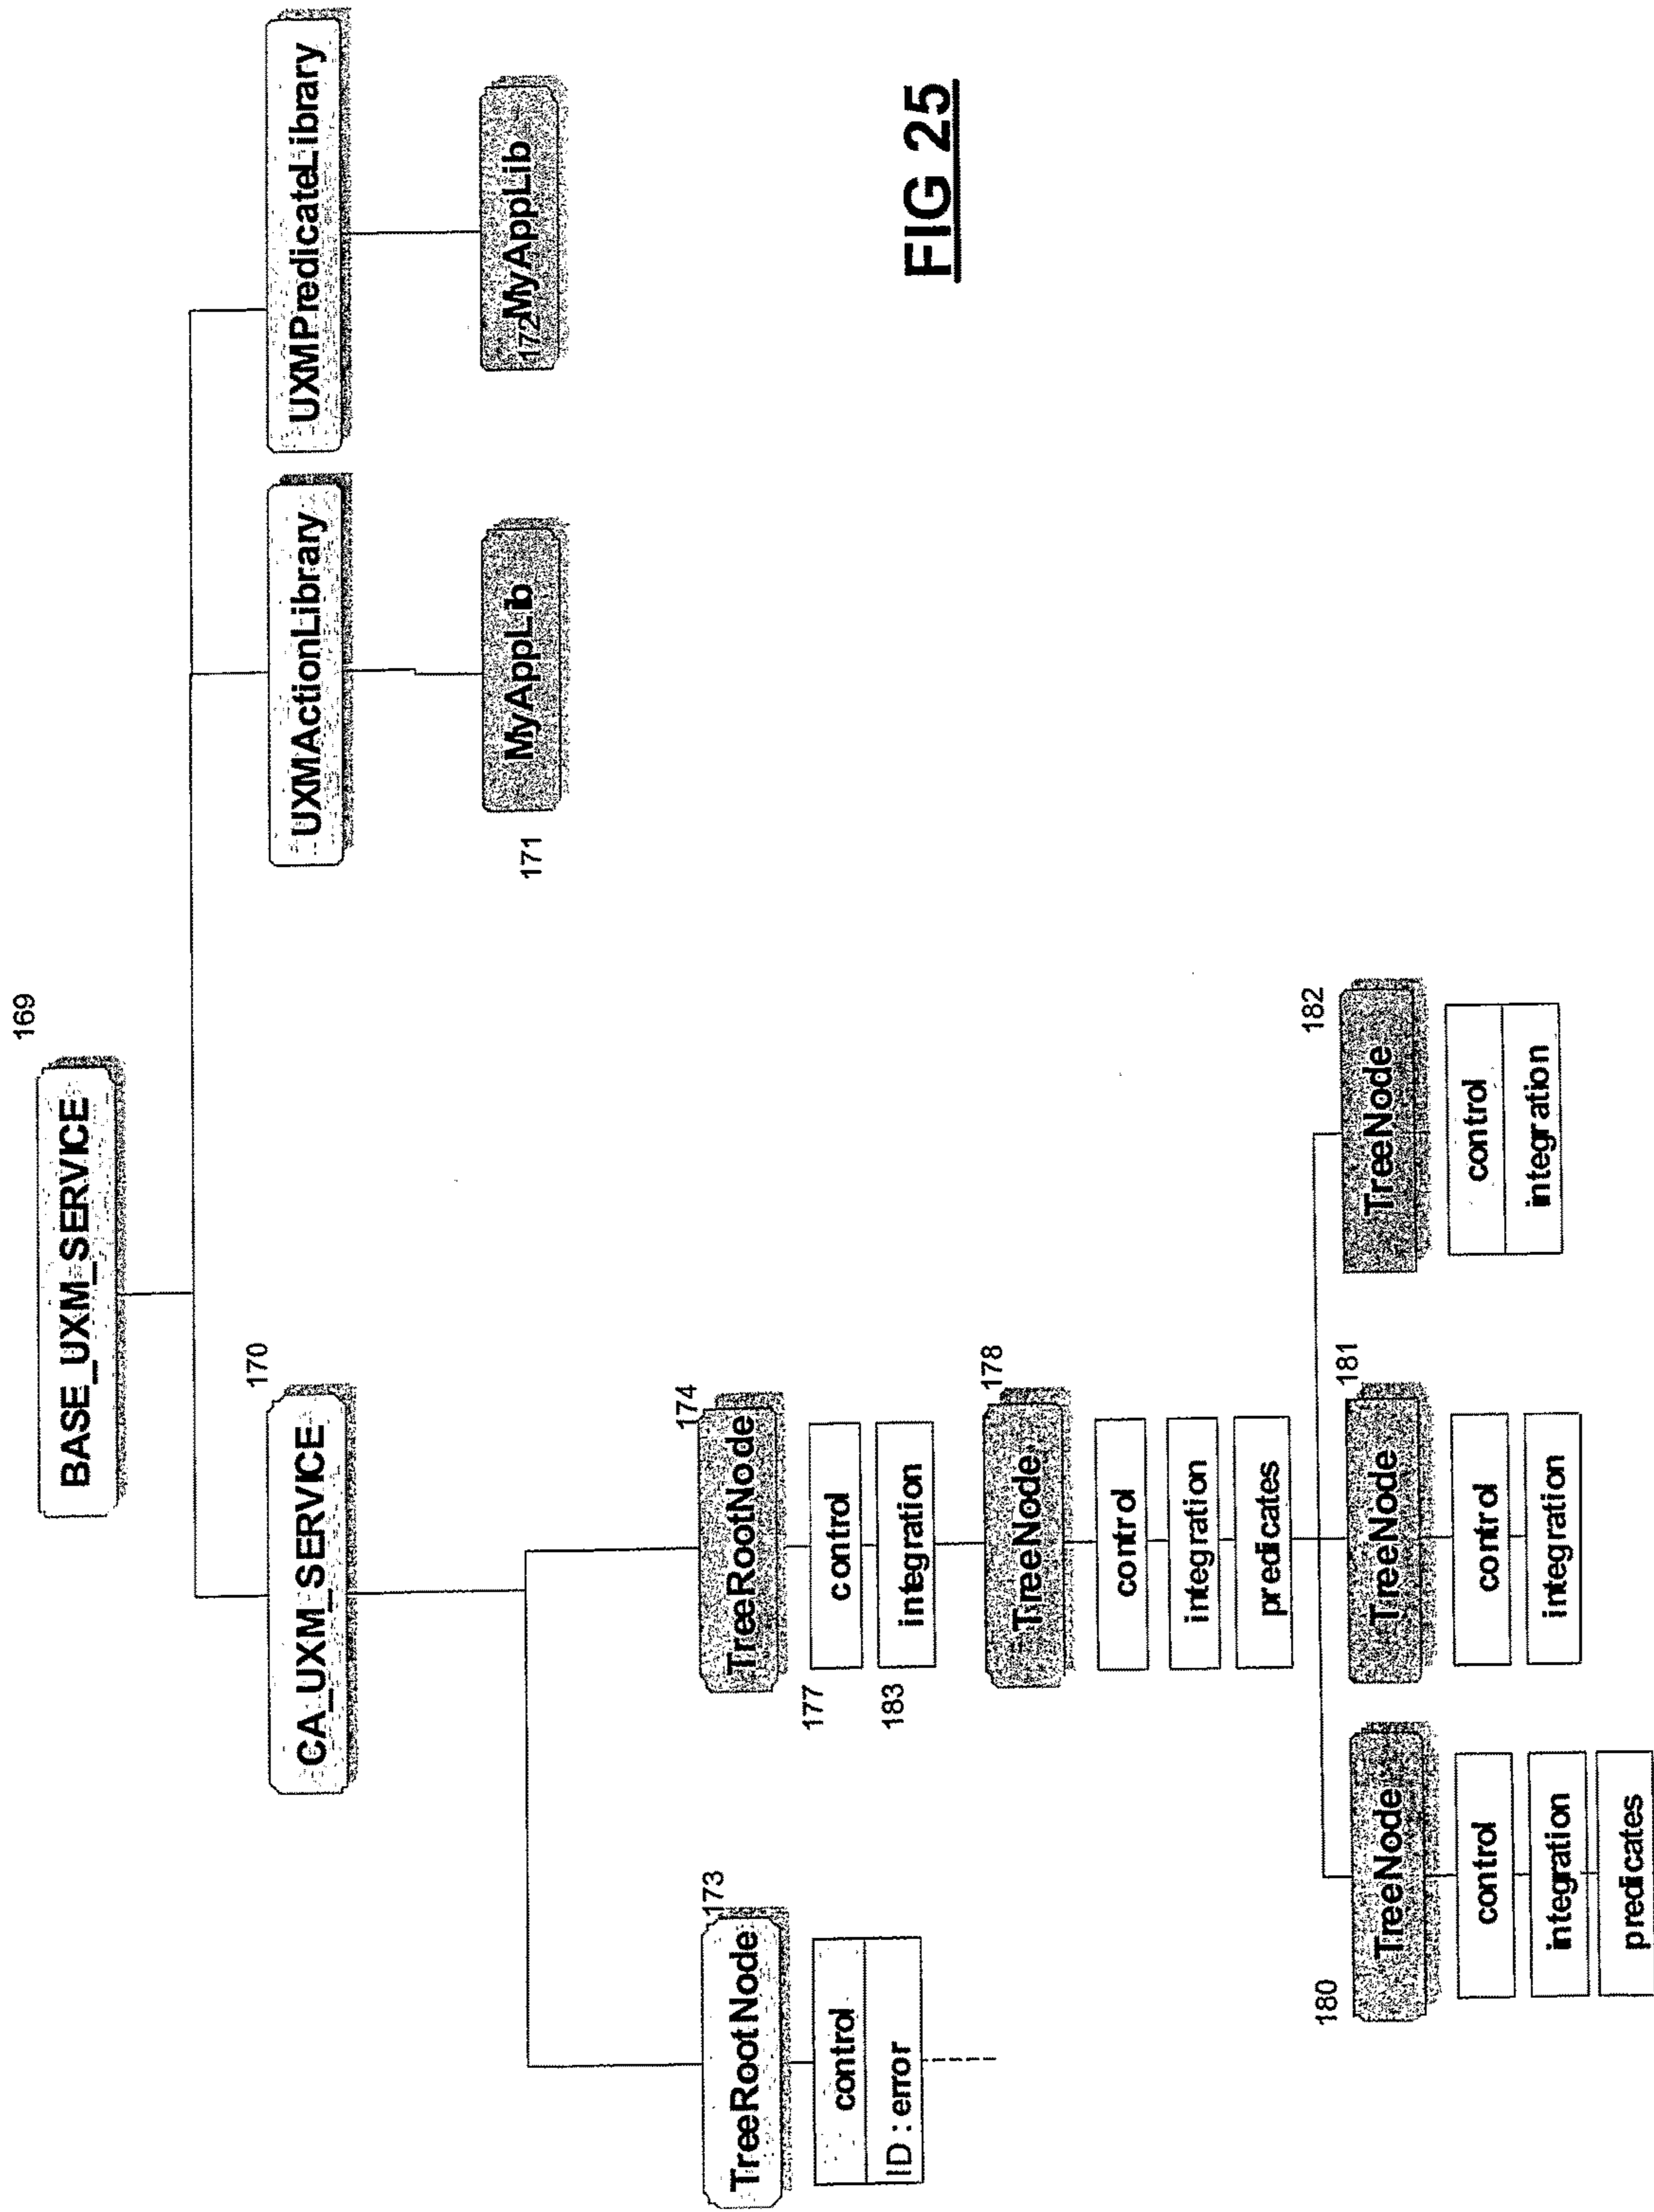 169
BASE_UXM_SERVICE
170
CA_UXM_SERVICE
UXMActionLibrary
UXMPredicateLibrary
171
MyAppLib
172
MyAppLib
173
TreeRootNode
control
ID : error
174
TreeRootNode
177
control
183
integration
178
TreeNode
control
integration
predicates
180
TreeNode
control
integration
predicates
181
TreeNode
control
integration
182
TreeNode
control
integration
FIG 25